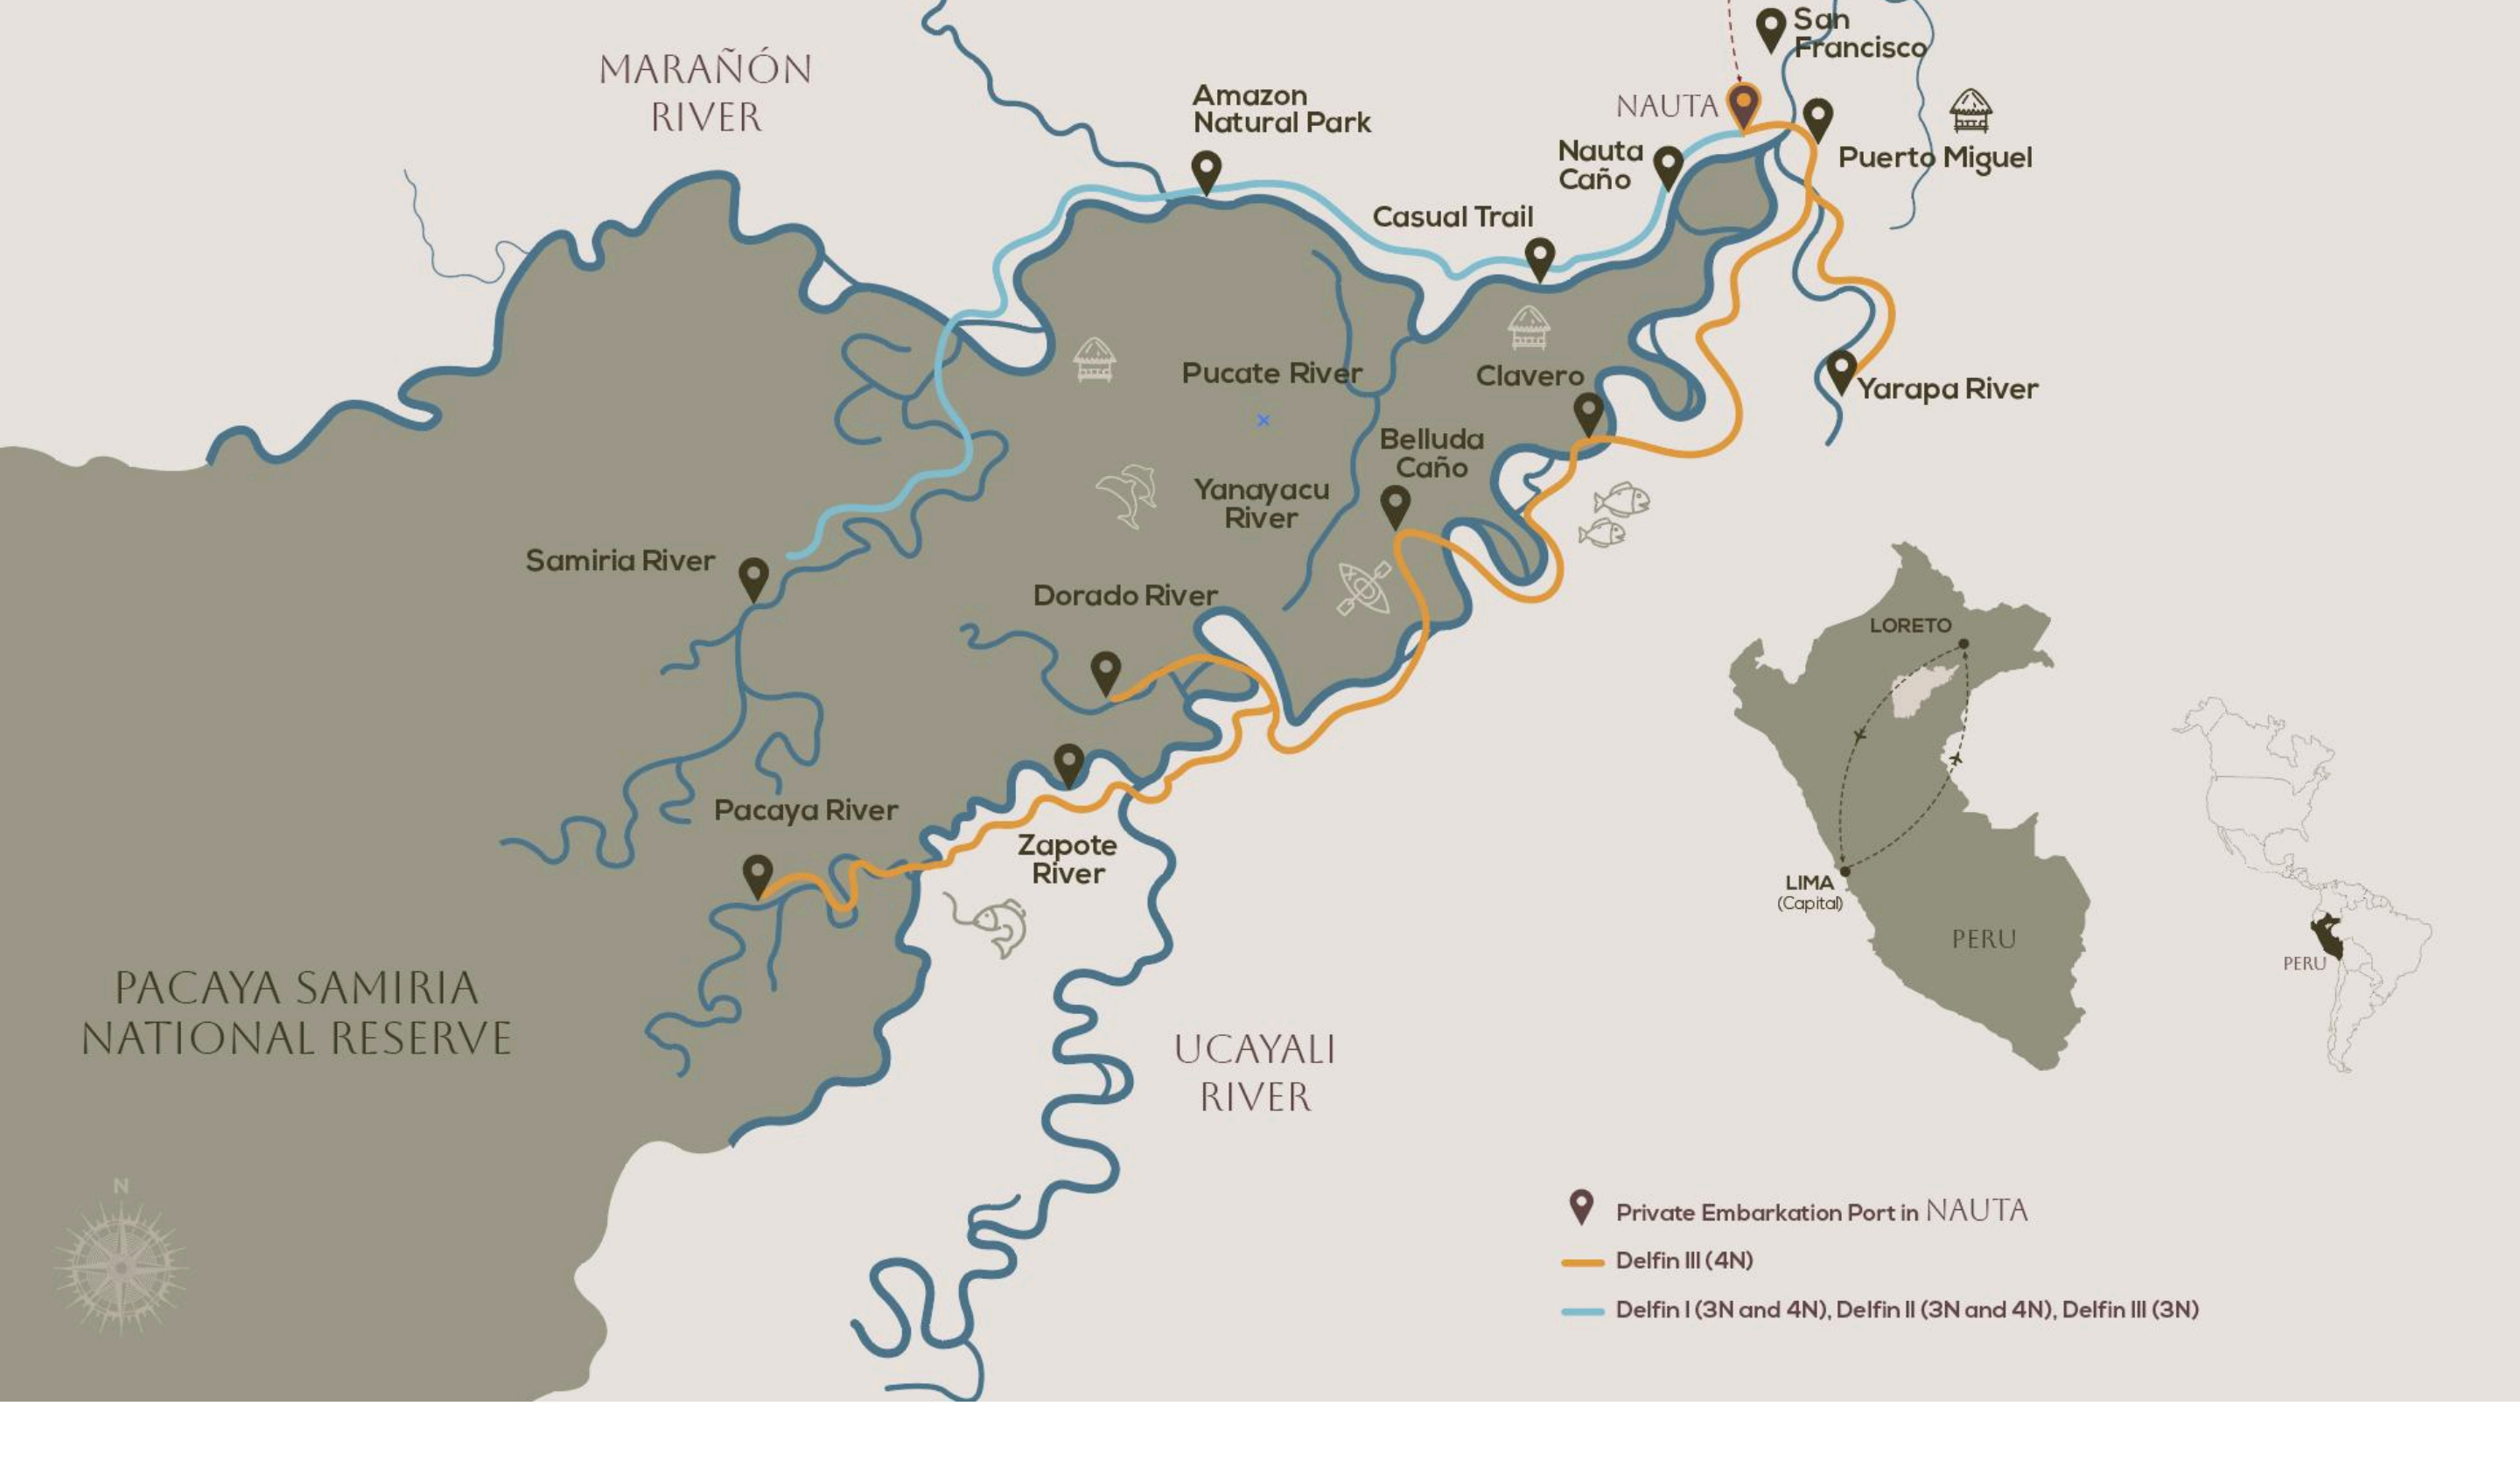 San
Francisco
MARAÑÓN
RIVER
Amazon
Natural Park
NAUTA
Nauta
Caño
Puerto Miguel
Casual Trail
Pucate River
Clavero
Yarapa River
Belluda
Caño
Yanayacu
River
Samiria River
Dorado River
LORETO
Pacaya River
Zapote
River
LIMA
(Capital)
PERU
PERU
PACAYA SAMIRIA
NATIONAL RESERVE
UCAYALI
RIVER
N
Private Embarkation Port in NAUTA
Delfin III (4N)
Delfin I (3N and 4N), Delfin II (3N and 4N), Delfin III (3N)